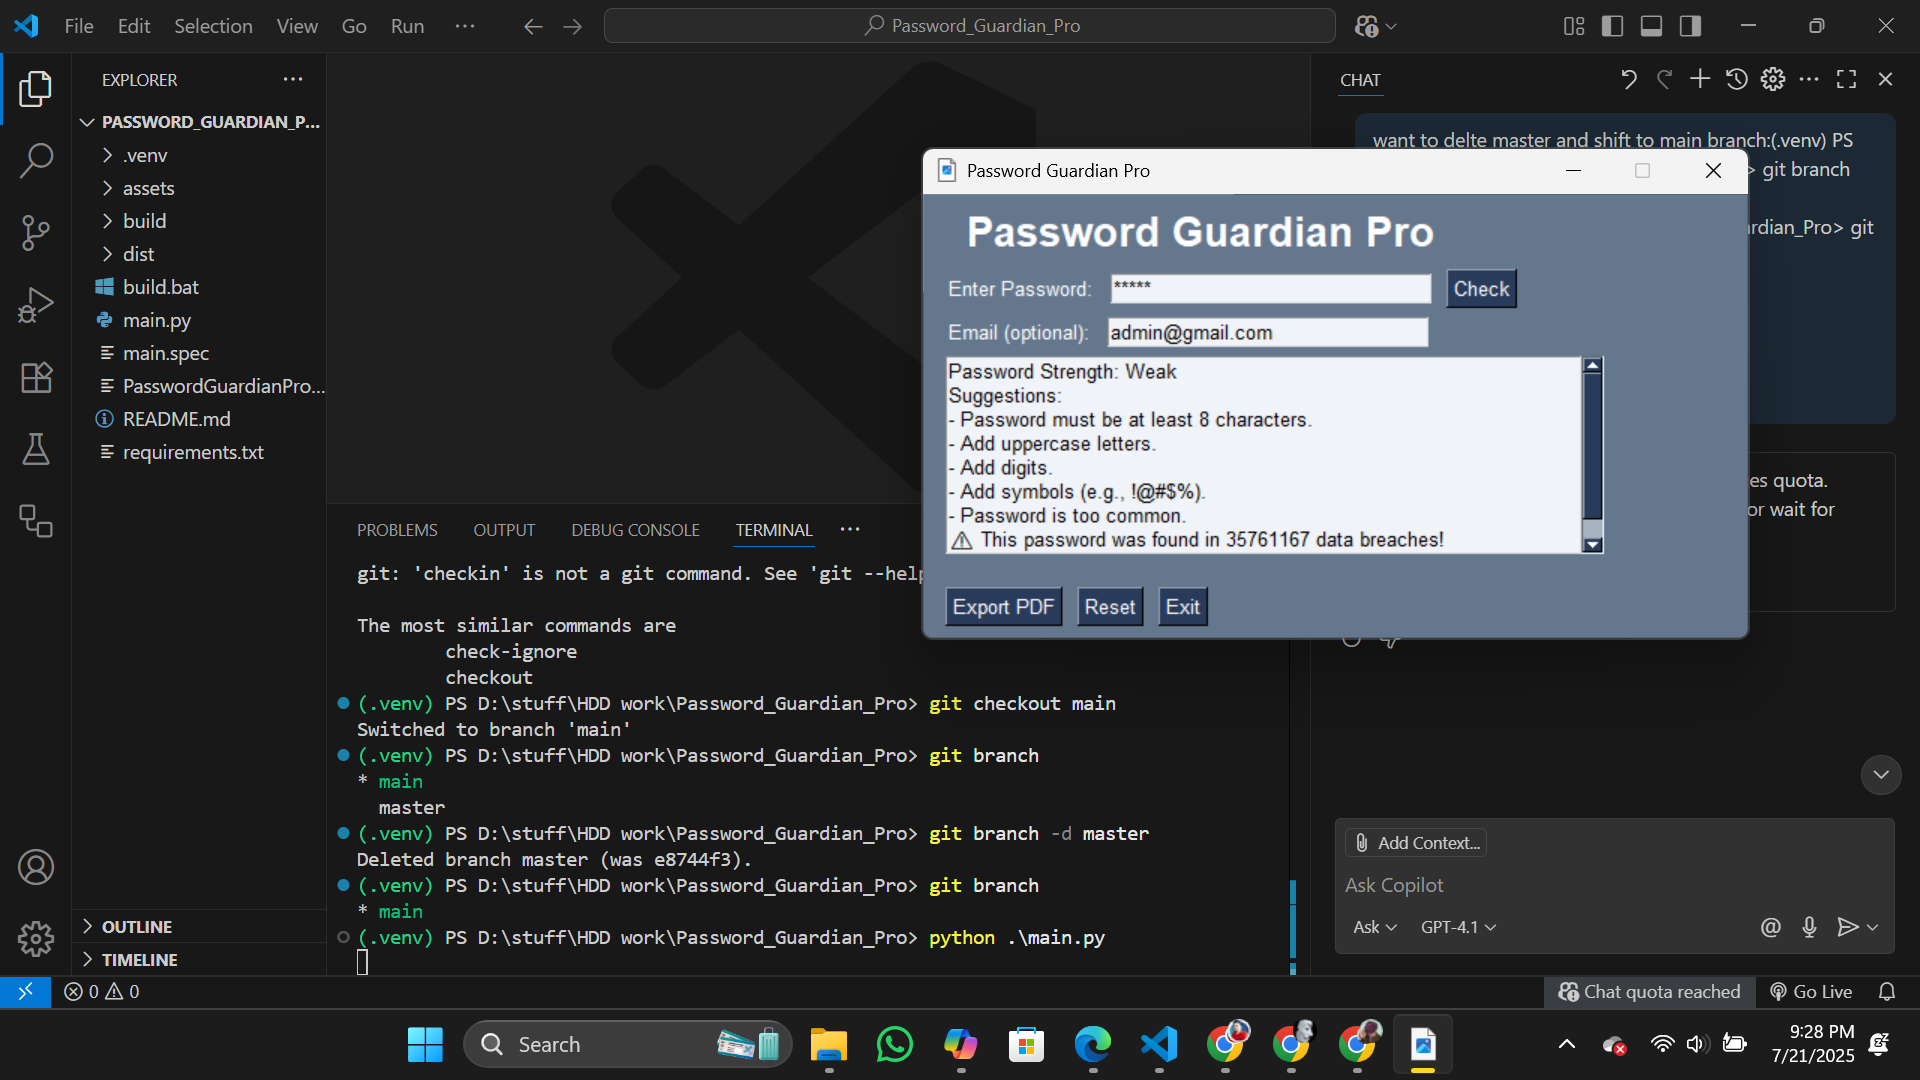 File Edit Selection View Go Run ···
Password_Guardian_Pro
EXPLORER
PASSWORD_GUARDIAN_P...
.venv
assets
build
dist
build.bat
main.py
main.spec
PasswordGuardianPro...
README.md
requirements.txt
OUTLINE
TIMELINE
PROBLEMS OUTPUT DEBUG CONSOLE TERMINAL
git: 'checkin' is not a git command. See 'git --help
The most similar commands are
check-ignore
checkout
(.venv) PS D:\stuff\HDD work\Password_Guardian_Pro> git checkout main
Switched to branch 'main'
(.venv) PS D:\stuff\HDD work\Password_Guardian_Pro> git branch
* main
master
(.venv) PS D:\stuff\HDD work\Password_Guardian_Pro> git branch -d master
Deleted branch master (was e8744f3).
(.venv) PS D:\stuff\HDD work\Password_Guardian_Pro> git branch
* main
(.venv) PS D:\stuff\HDD work\Password_Guardian_Pro> python .\main.py
CHAT
want to delte master and shift to main branch:(.venv) PS
> git branch
rdian_Pro> git
es quota.
or wait for
Password Guardian Pro
Password Guardian Pro
Enter Password: ***** Check
Email (optional): admin@gmail.com
Password Strength: Weak
Suggestions:
- Password must be at least 8 characters.
- Add uppercase letters.
- Add digits.
- Add symbols (e.g., !@#$%).
- Password is too common.
⚠ This password was found in 35761167 data breaches!
Export PDF Reset Exit
Add Context...
Ask Copilot
Ask GPT-4.1
0 0
Chat quota reached Go Live
Search
9:28 PM
7/21/2025